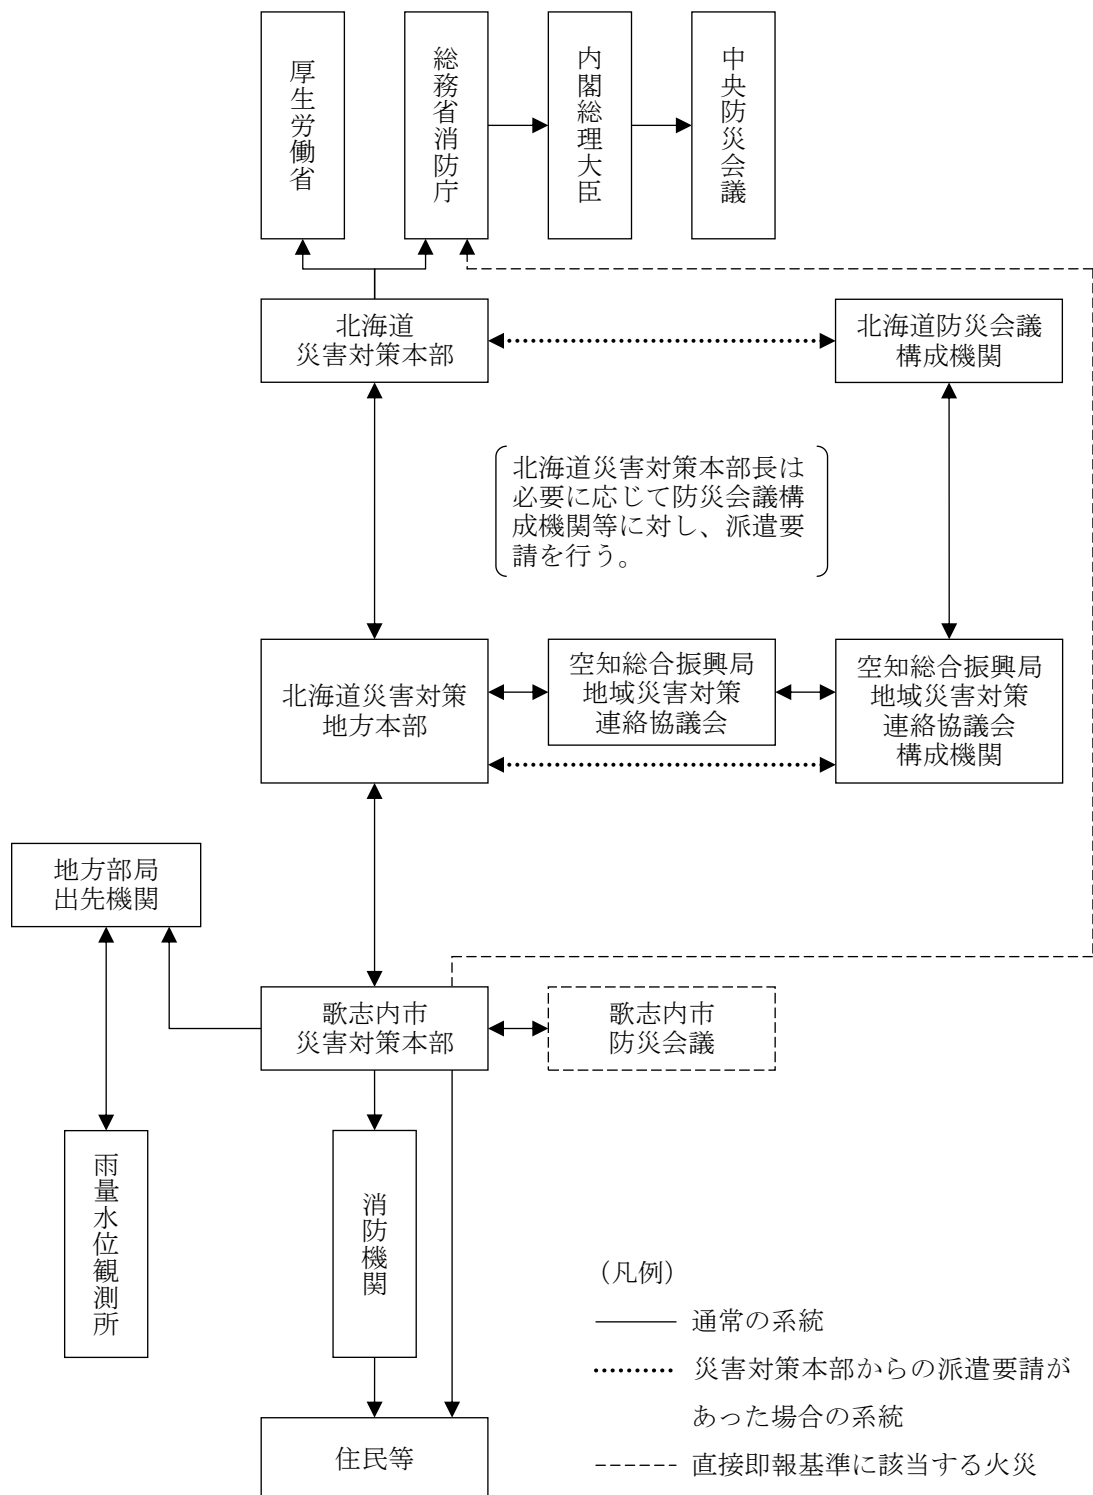 厚生労働省
総務省消防庁
内閣総理大臣
中央防災会議
北海道
災害対策本部
北海道防災会議
構成機関
北海道災害対策本部長は
必要に応じて防災会議構
成機関等に対し、派遣要
請を行う。
北海道災害対策
地方本部
空知総合振興局
地域災害対策
連絡協議会
空知総合振興局
地域災害対策
連絡協議会
構成機関
地方部局
出先機関
歌志内市
災害対策本部
歌志内市
防災会議
雨量水位観測所
消防機関
住民等
（凡例）
通常の系統
災害対策本部からの派遣要請が
あった場合の系統
直接即報基準に該当する火災